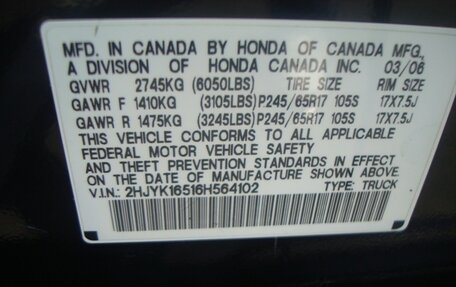 MFD. IN CANADA BY HONDA OF CANADA MFG.,
A DIVISION OF HONDA CANADA INC. 03/06
GVWR 2745KG (6050LBS) TIRE SIZE RIM SIZE
GAWR F 1410KG (3105LBS) P245/65R17 105S 17X7.5J
GAWR R 1475KG (3245LBS) P245/65R17 105S 17X7.5J
THIS VEHICLE CONFORMS TO ALL APPLICABLE
FEDERAL MOTOR VEHICLE SAFETY
AND THEFT PREVENTION STANDARDS IN EFFECT
ON THE DATE OF MANUFACTURE SHOWN ABOVE.
V.I.N.: 2HJYK16516H564102 TYPE: TRUCK